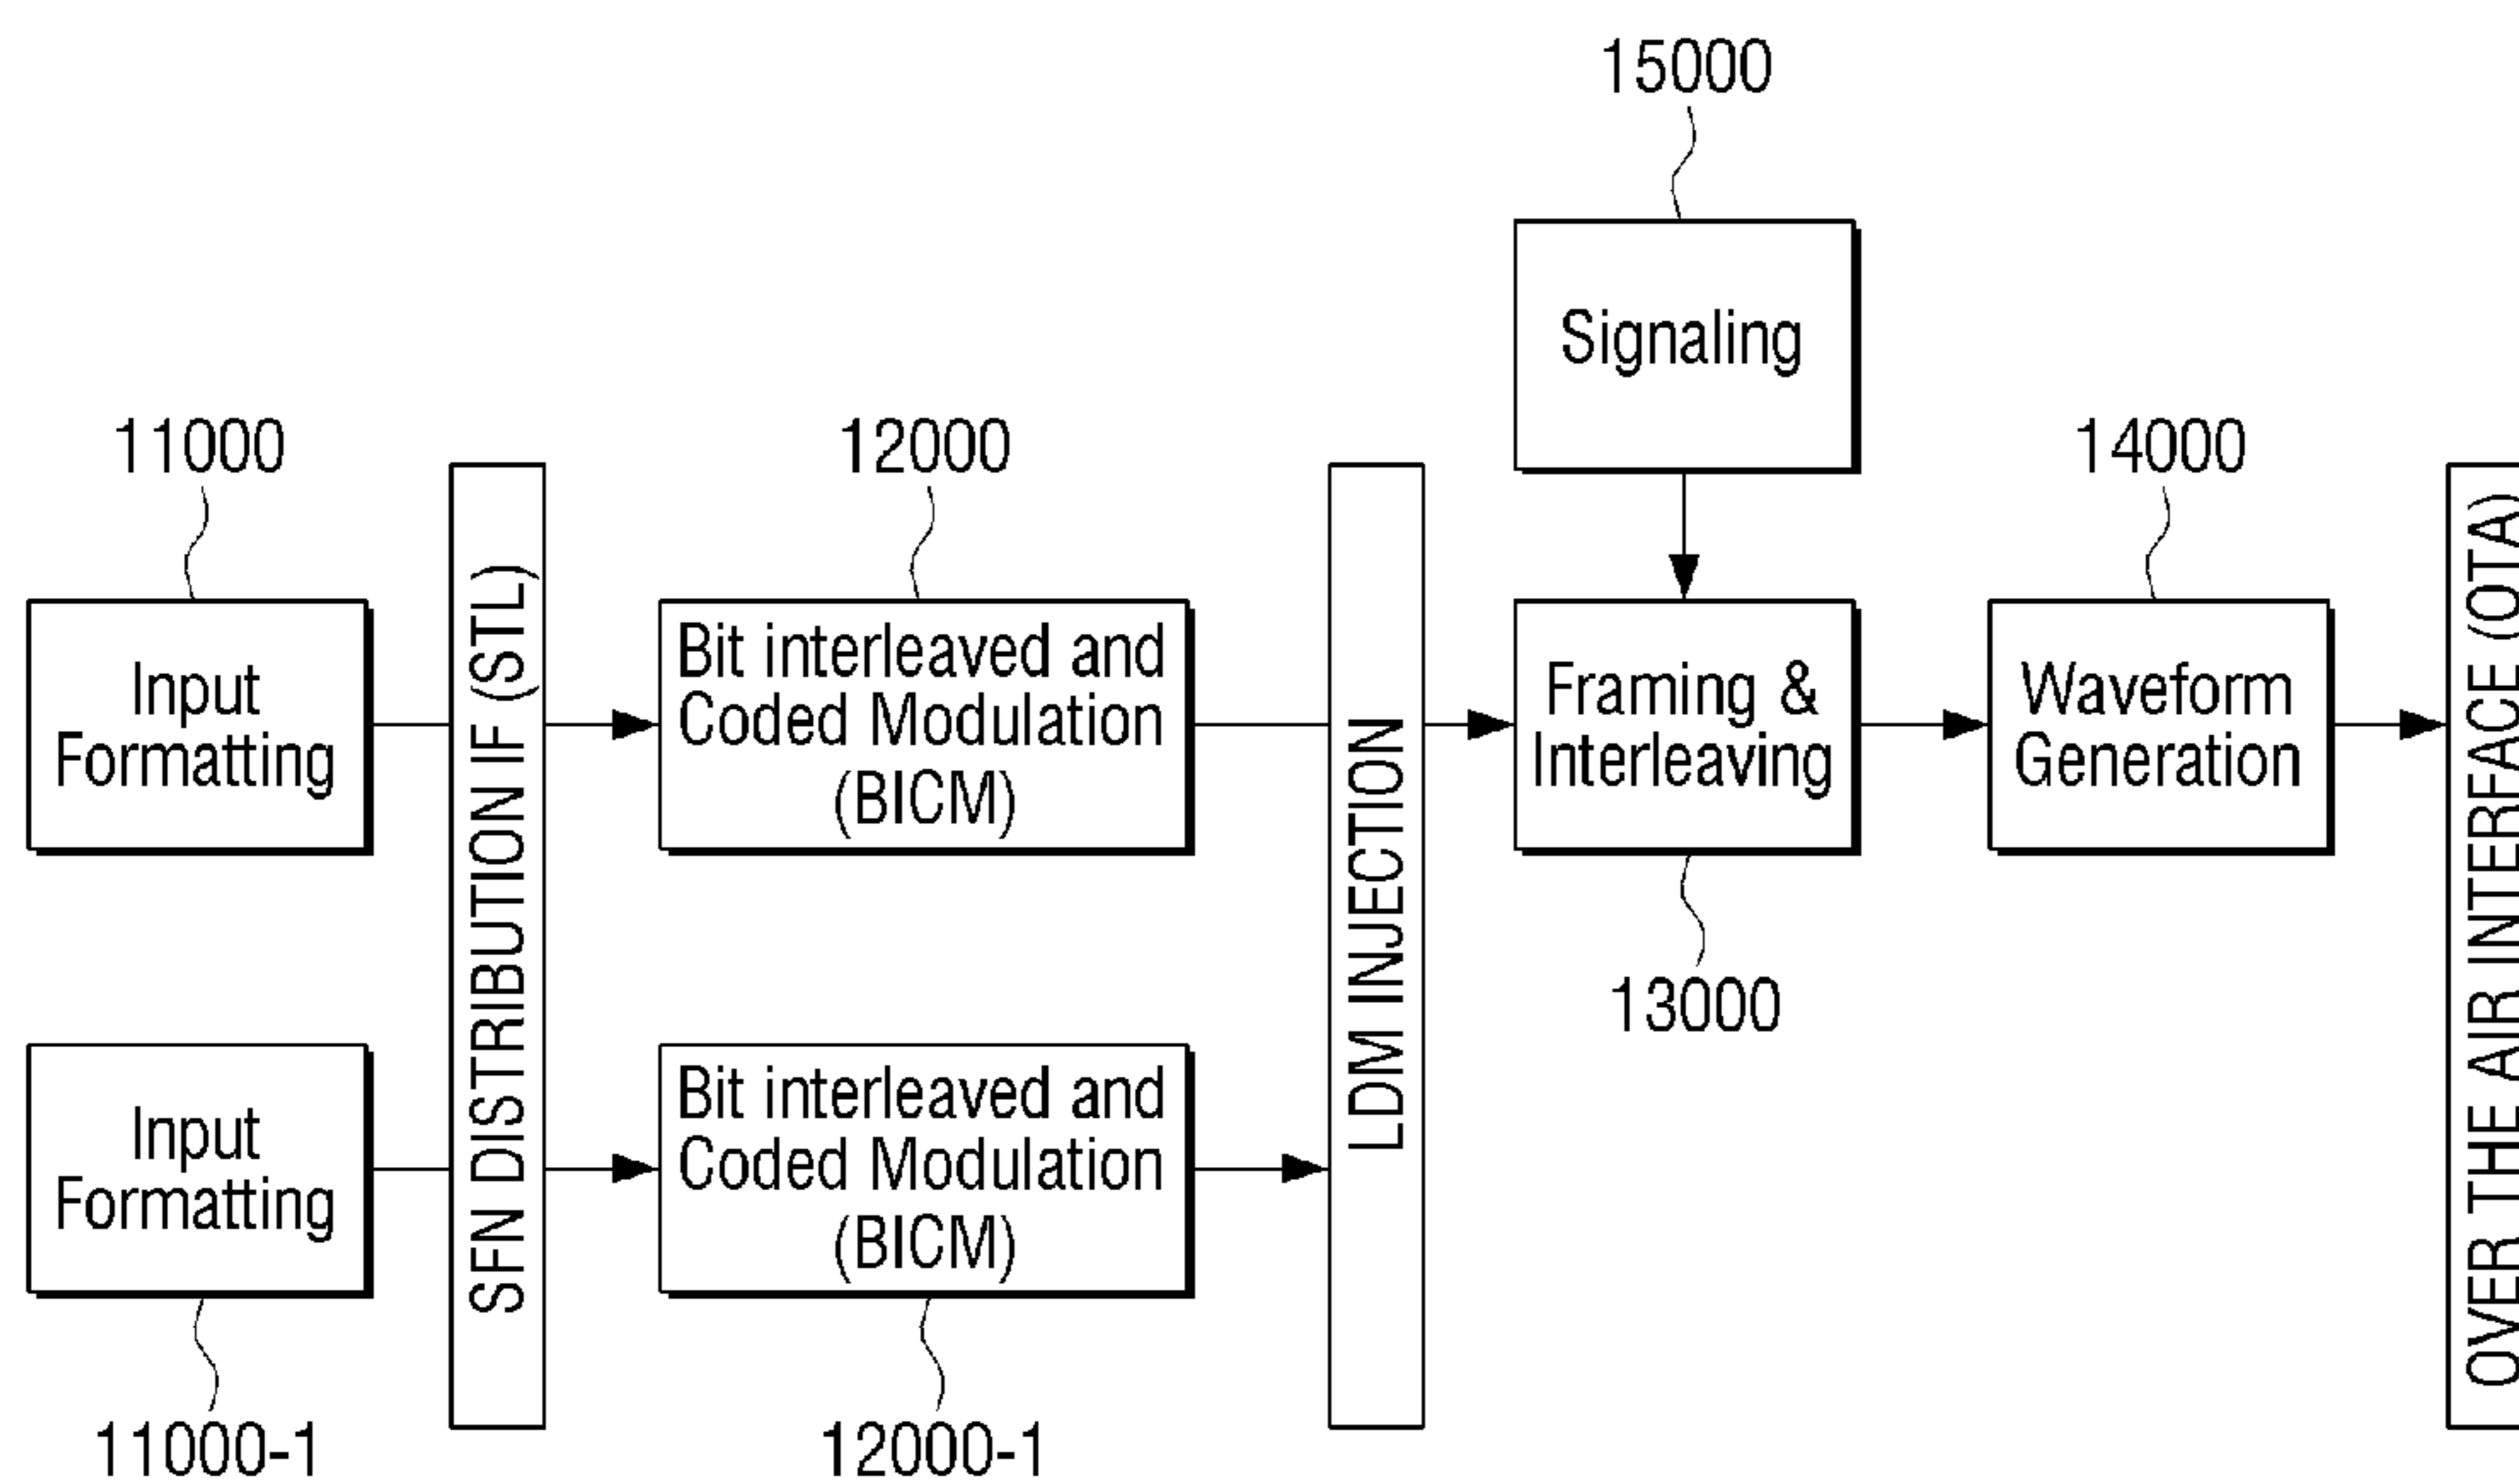 15000
Signaling
11000
12000
14000
Input
Formatting
SFN DISTRIBUTION IF (STL)
Bit interleaved and
Coded Modulation
(BICM)
LDM INJECTION
Framing &
Interleaving
Waveform
Generation
OVER THE AIR INTERFACE (OTA)
13000
Input
Formatting
Bit interleaved and
Coded Modulation
(BICM)
11000-1
12000-1